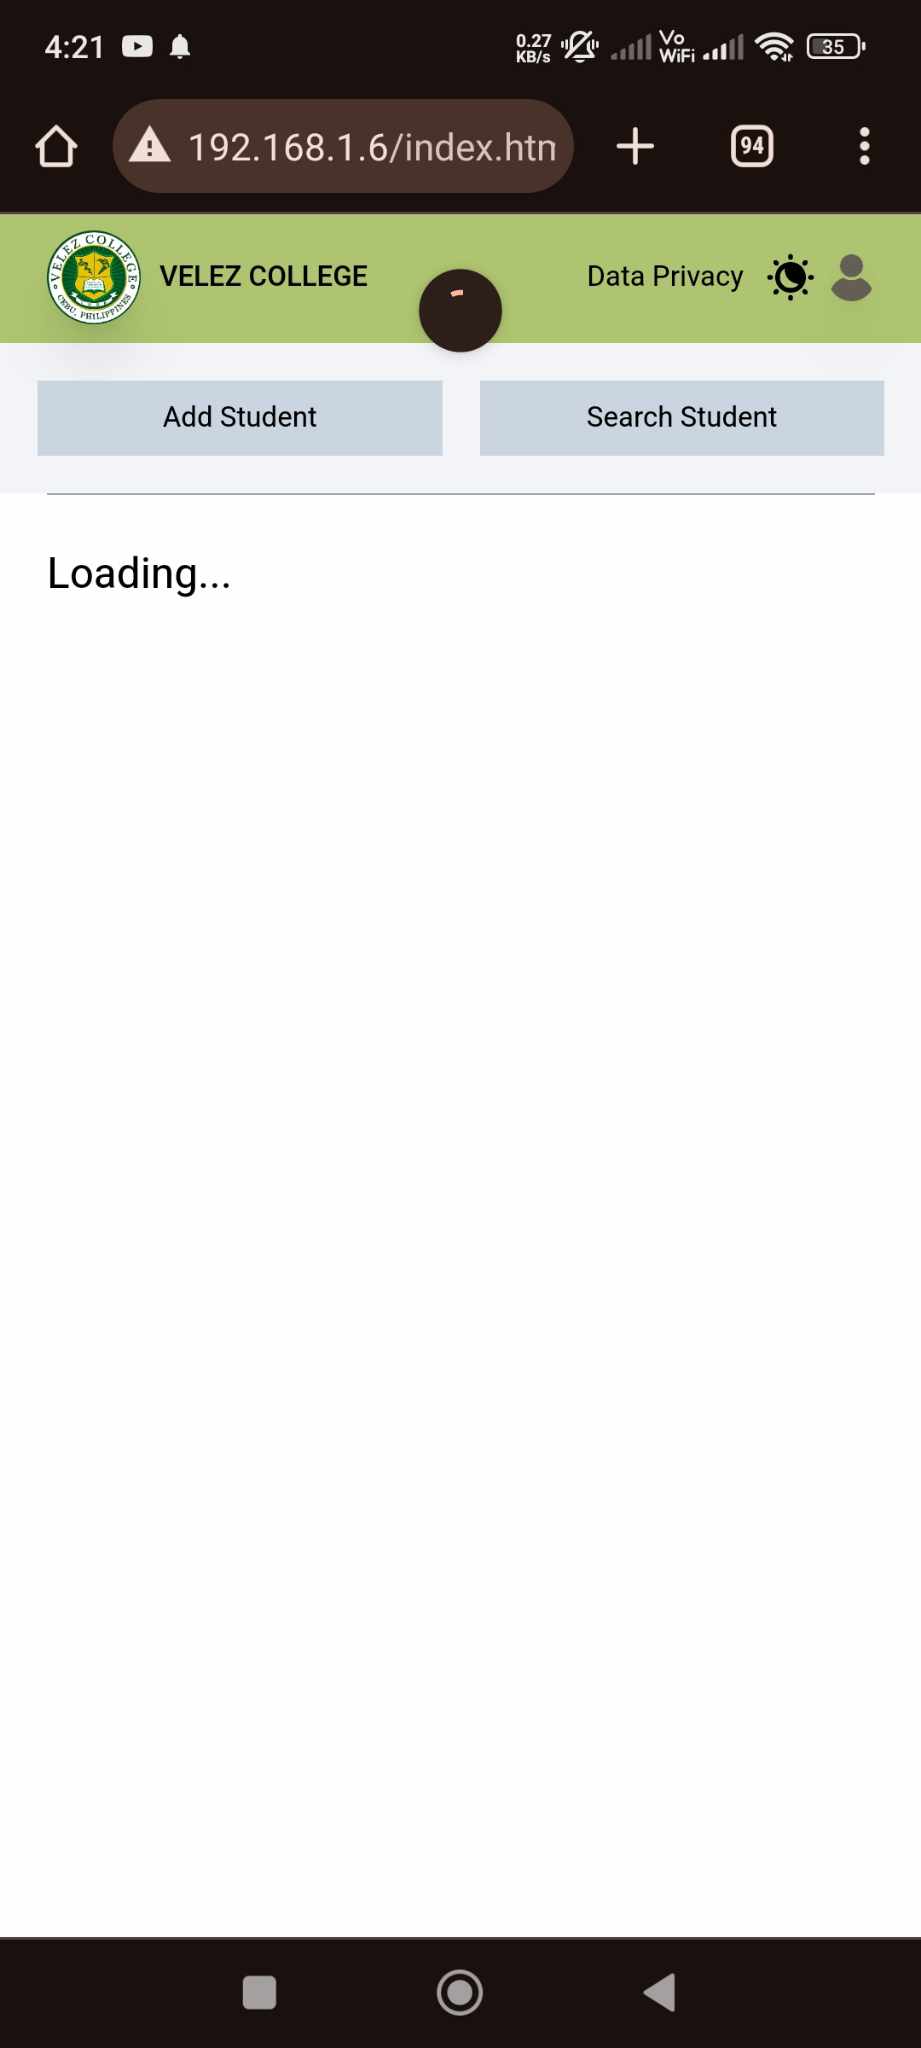 4:21
0.27
KB/s
Vo
WiFi
35
192.168.1.6/index.htn
94
VELEZ COLLEGE
CEBU, PHILIPPINES
VELEZ COLLEGE
Data Privacy
Add Student
Search Student
Loading...